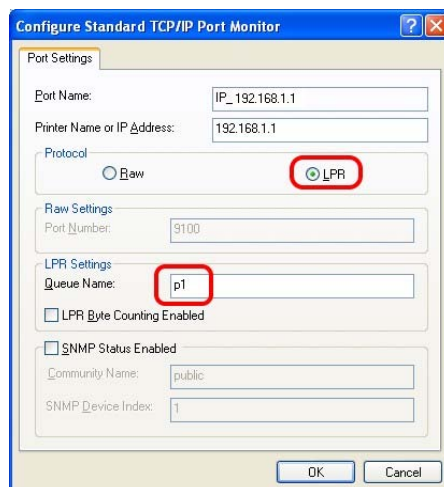 Configure Standard TCP/IP Port Monitor
Port Settings
Port Name: IP_192.168.1.1
Printer Name or IP Address: 192.168.1.1
Protocol
Raw LPR
Raw Settings
Port Number: 9100
LPR Settings
Queue Name: p1
LPR Byte Counting Enabled
SNMP Status Enabled
Community Name: public
SNMP Device Index: 1
OK Cancel